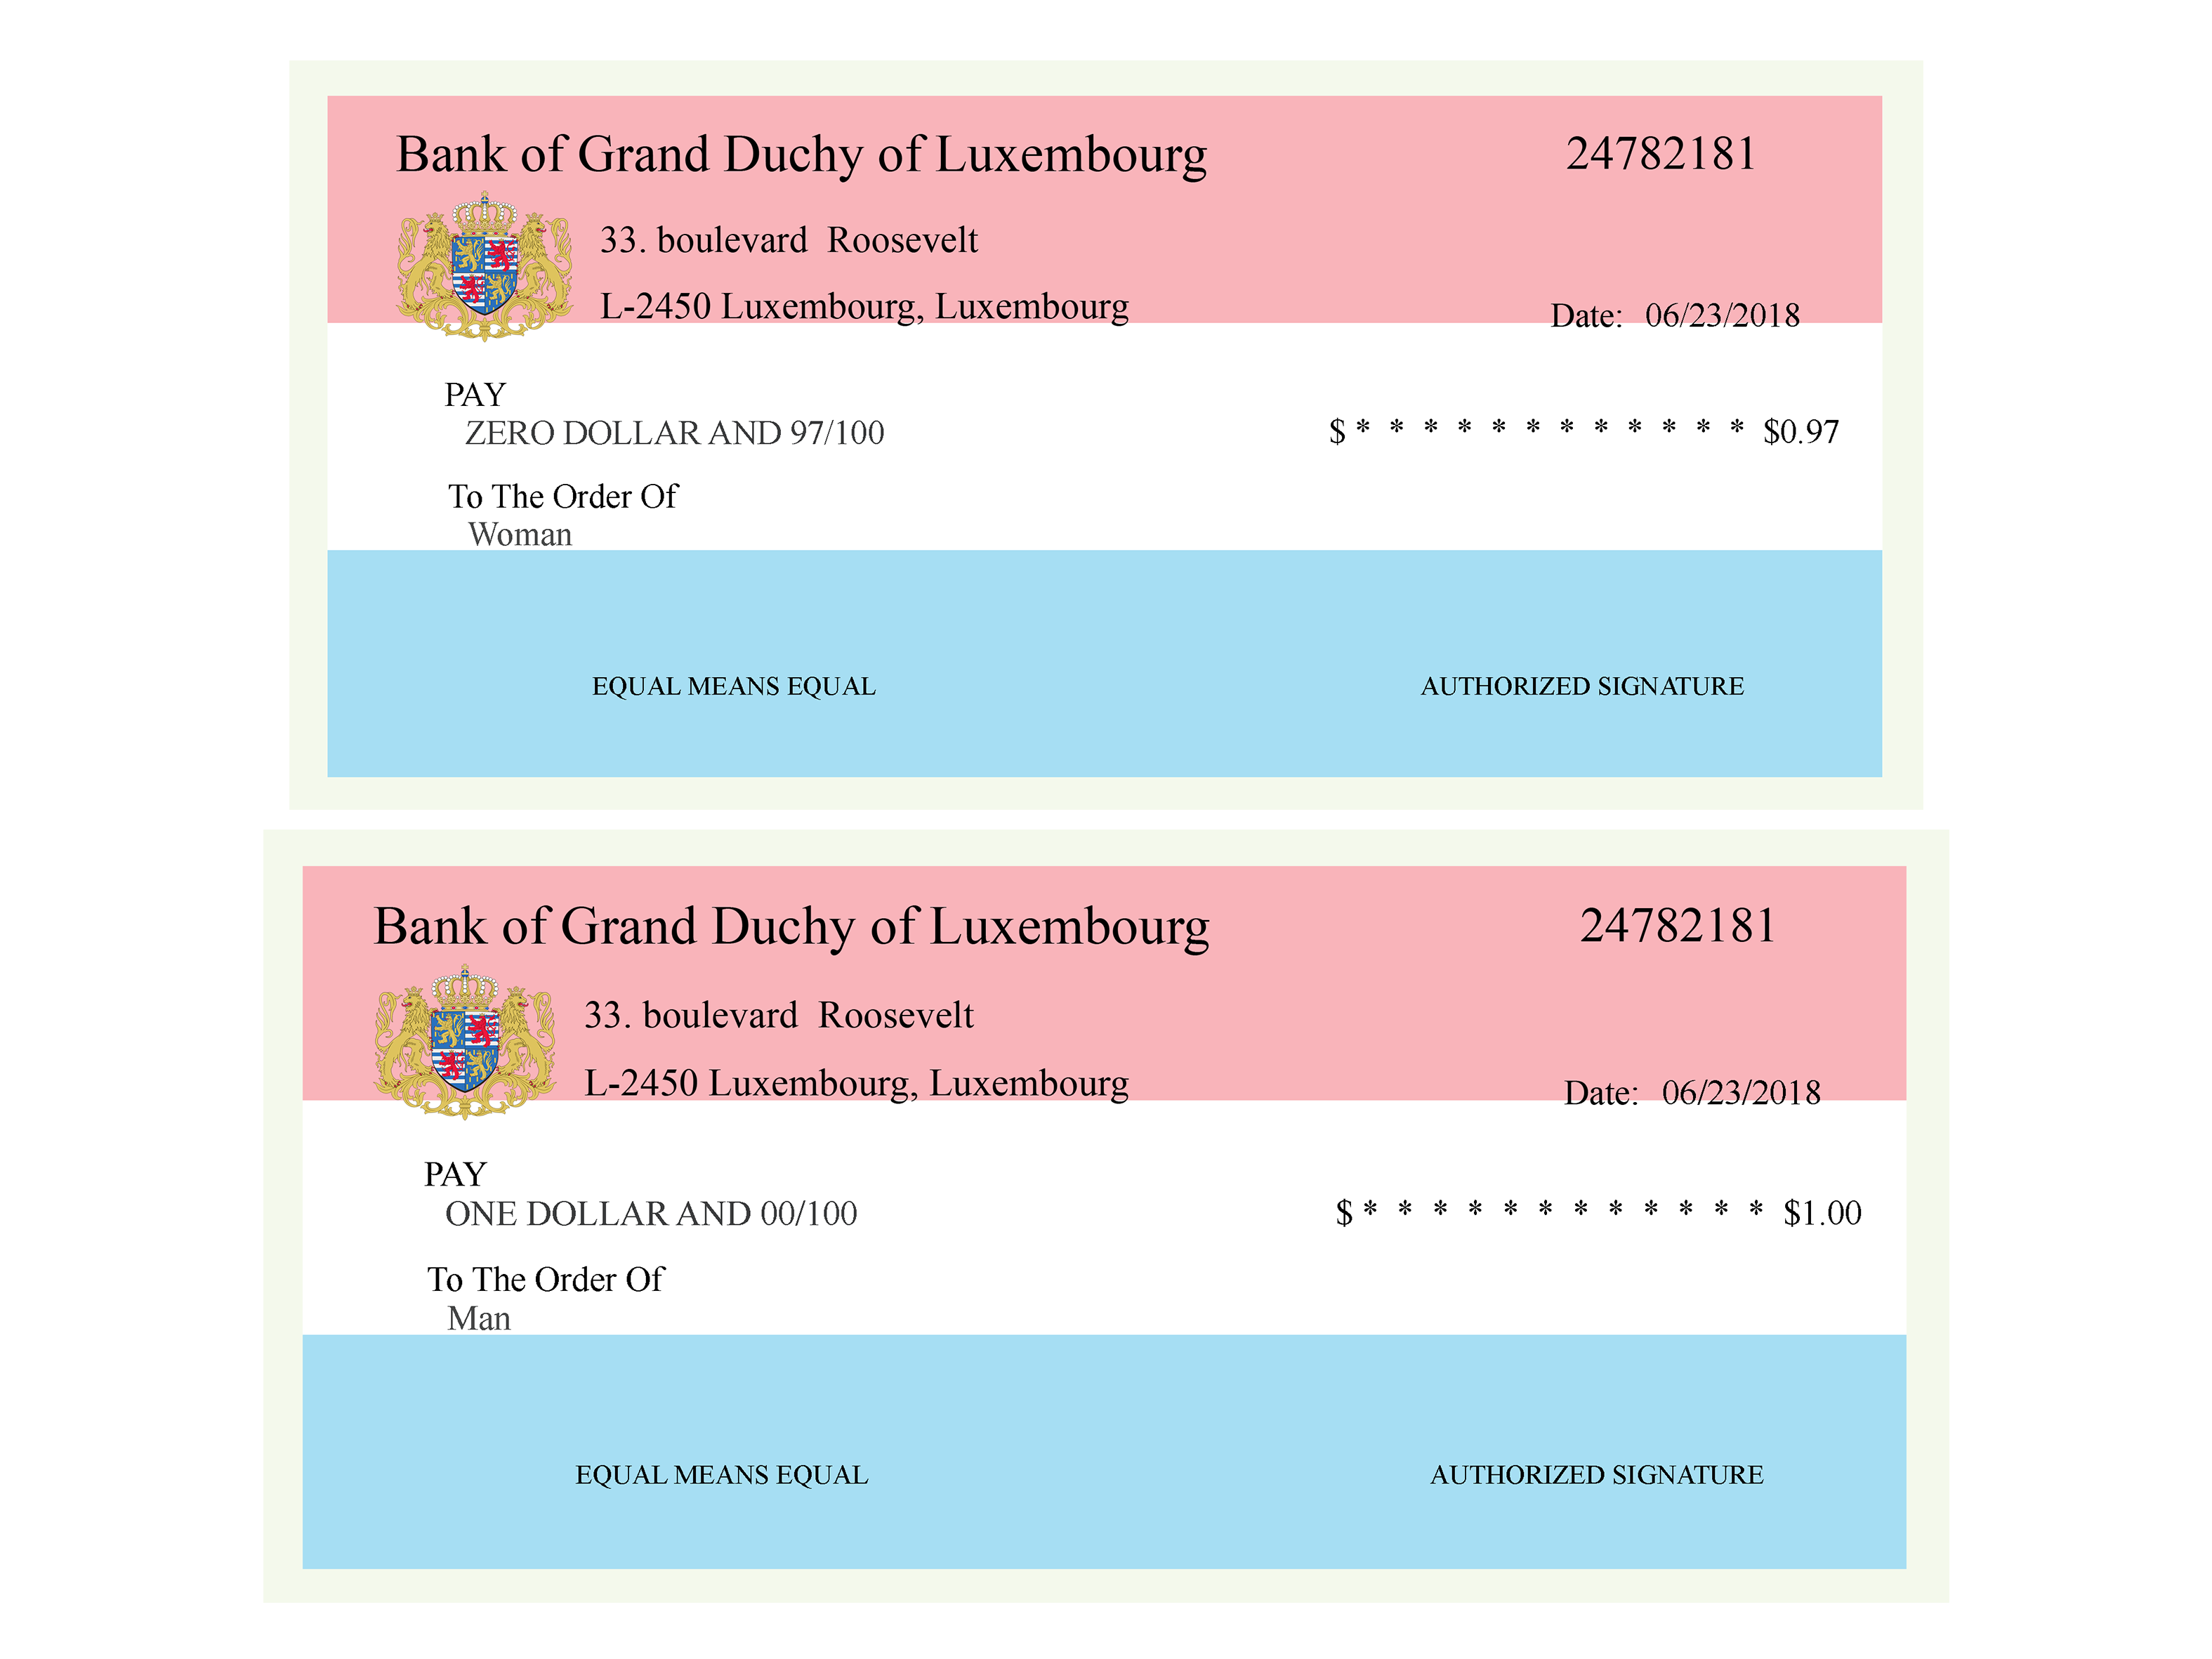 Bank of Grand Duchy of Luxembourg 24782181
33. boulevard Roosevelt
L-2450 Luxembourg, Luxembourg
Date: 06/23/2018
PAY
ZERO DOLLAR AND 97/100 $ * * * * * * * * * * * * $0.97
To The Order Of
Woman
EQUAL MEANS EQUAL AUTHORIZED SIGNATURE
Bank of Grand Duchy of Luxembourg 24782181
33. boulevard Roosevelt
L-2450 Luxembourg, Luxembourg
Date: 06/23/2018
PAY
ONE DOLLAR AND 00/100 $ * * * * * * * * * * * * $1.00
To The Order Of
Man
EQUAL MEANS EQUAL AUTHORIZED SIGNATURE